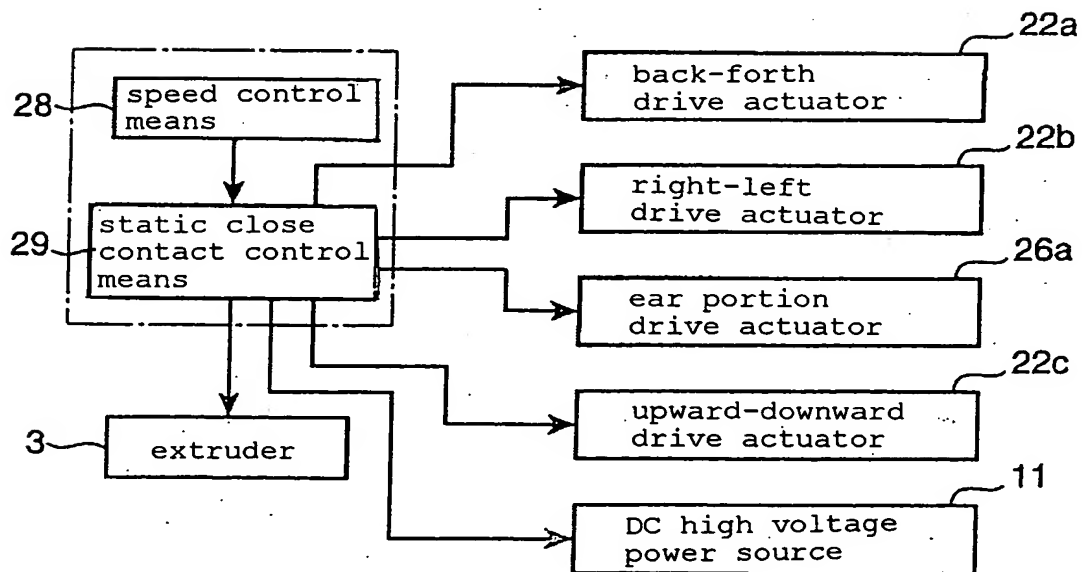 22a
back-forth
drive actuator
28
speed control
means
22b
right-left
drive actuator
29
static close
contact control
means
26a
ear portion
drive actuator
22c
upward-downward
drive actuator
3
extruder
11
DC high voltage
power source